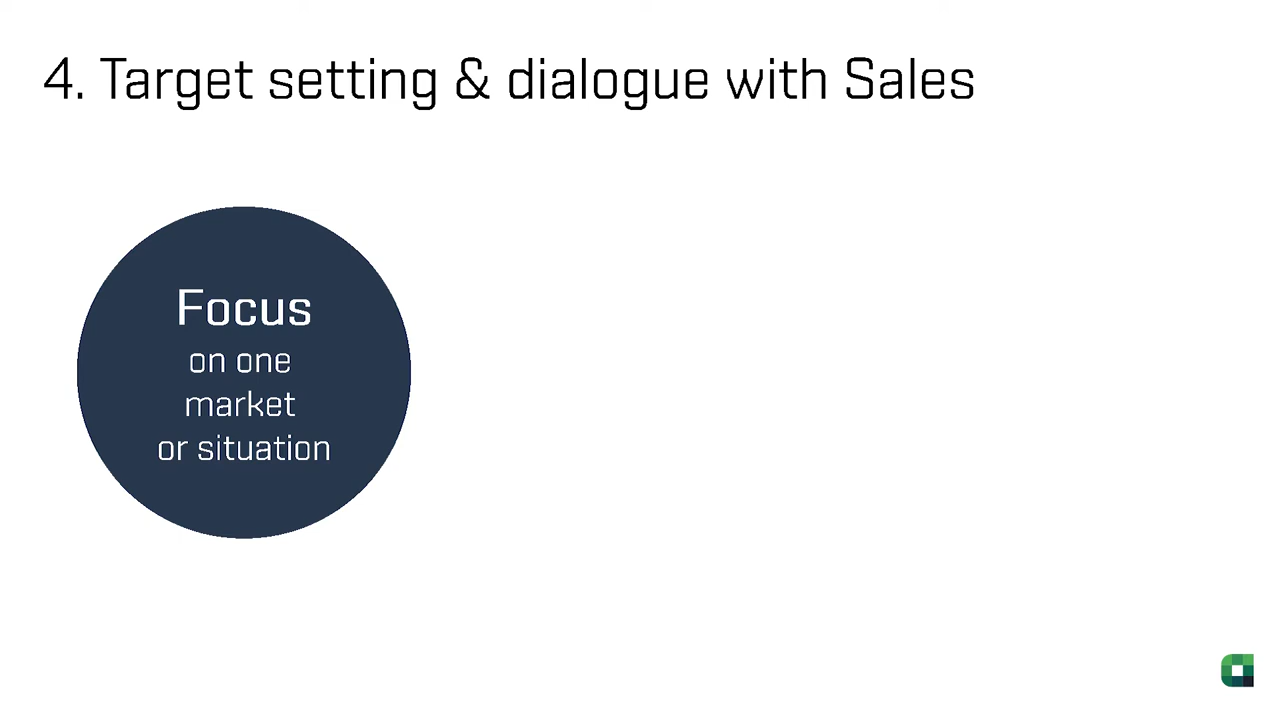 4. Target setting & dialogue with Sales
Focus
on one
market
or situation